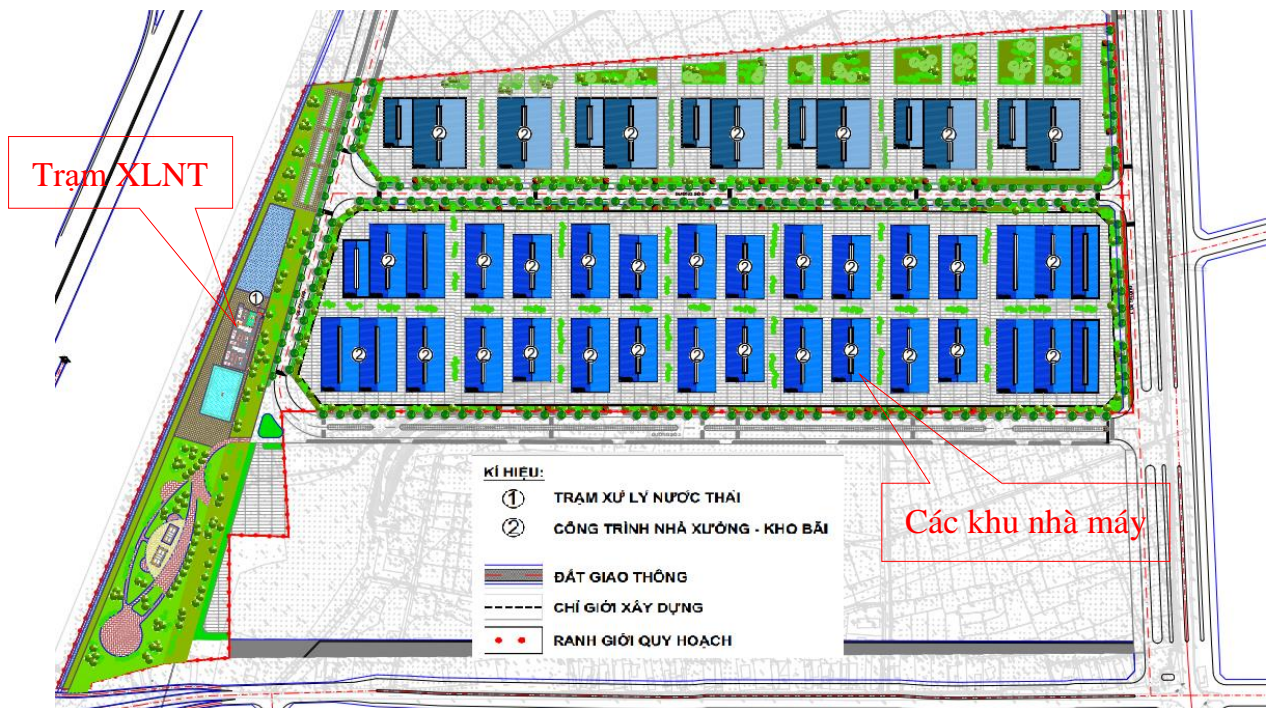 Trạm XLNT
Các khu nhà máy
KÍ HIỆU:
① TRẠM XỬ LÝ NƯỚC THẢI
② CÔNG TRÌNH NHÀ XƯỞNG - KHO BÃI
ĐẤT GIAO THÔNG
CHỈ GIỚI XÂY DỰNG
RANH GIỚI QUY HOẠCH